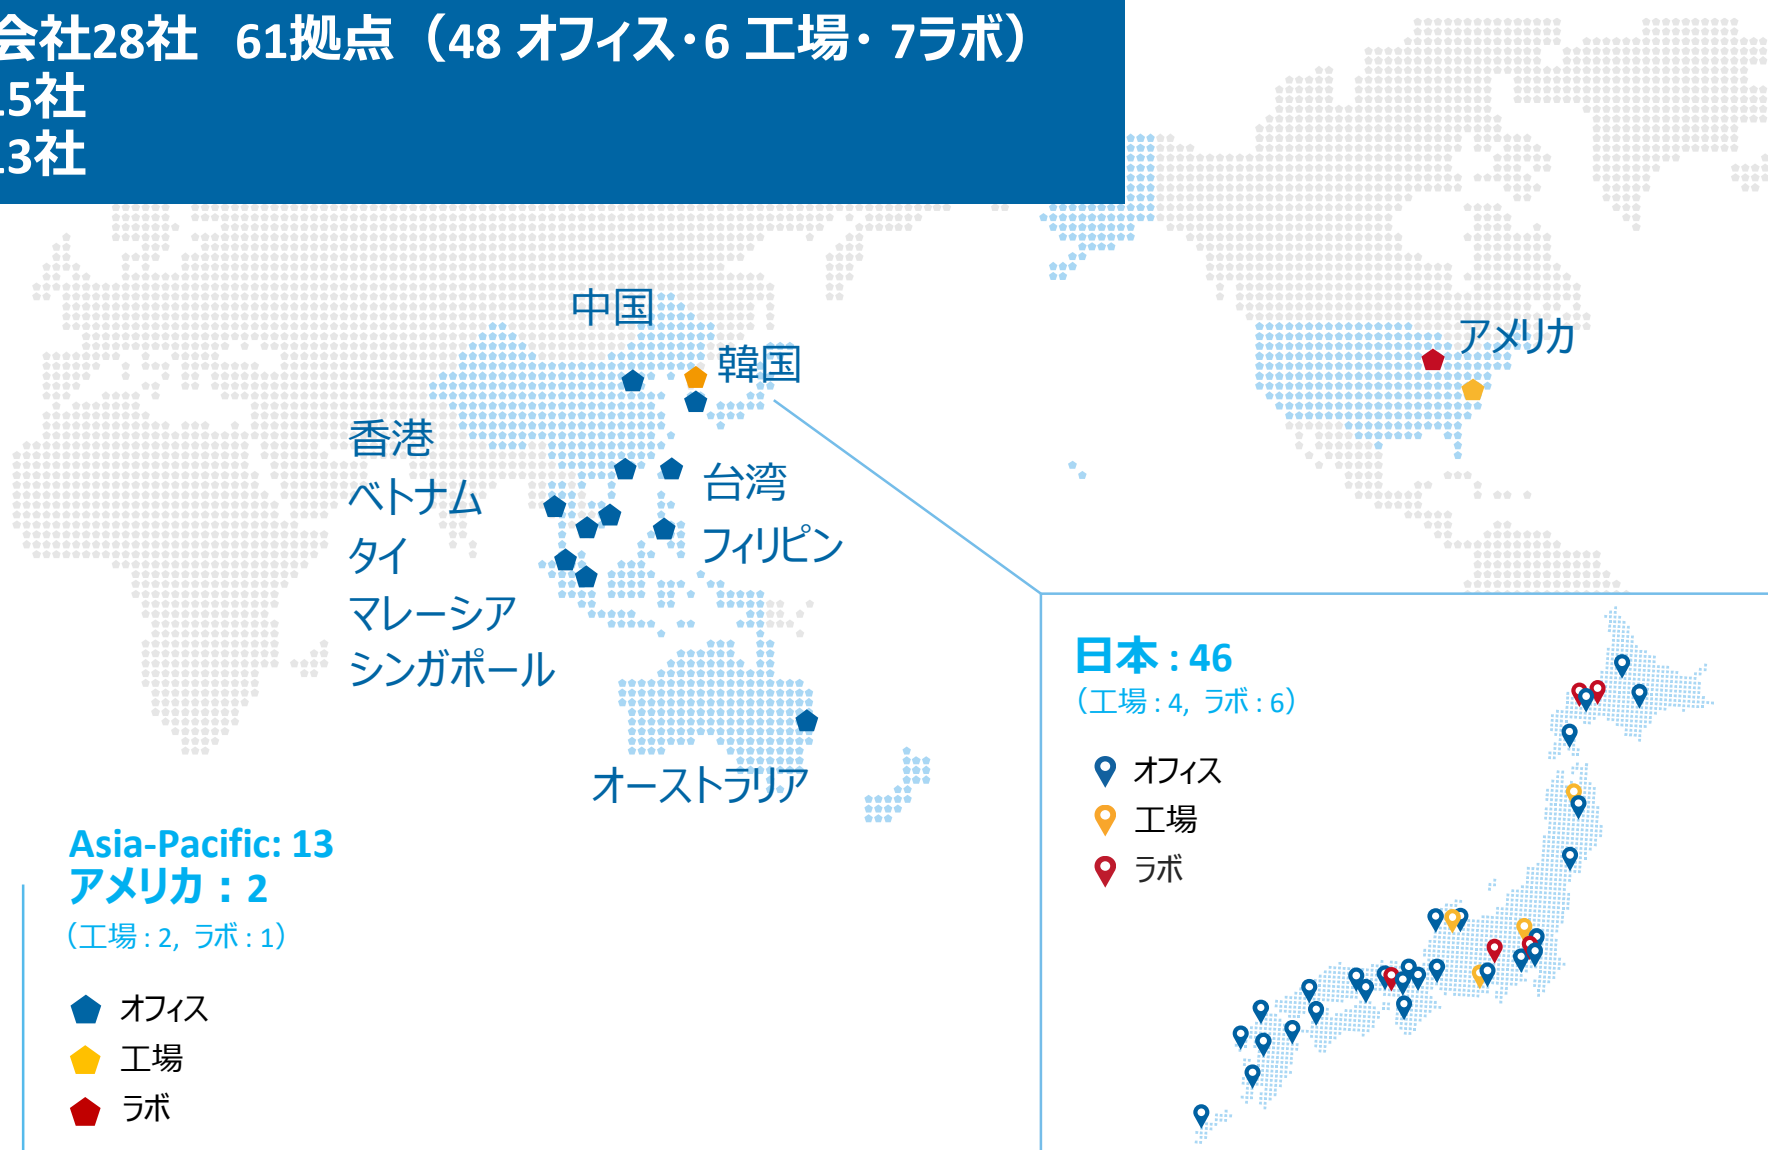 会社28社 61拠点（48 オフィス・6 工場・ 7ラボ）
15社
13社
中国
韓国
アメリカ
香港
ベトナム
タイ
マレーシア
シンガポール
台湾
フィリピン
オーストラリア
Asia-Pacific: 13
アメリカ：2
（工場 : 2, ラボ : 1）
オフィス
工場
ラボ
日本 : 46
（工場 : 4, ラボ : 6）
オフィス
工場
ラボ